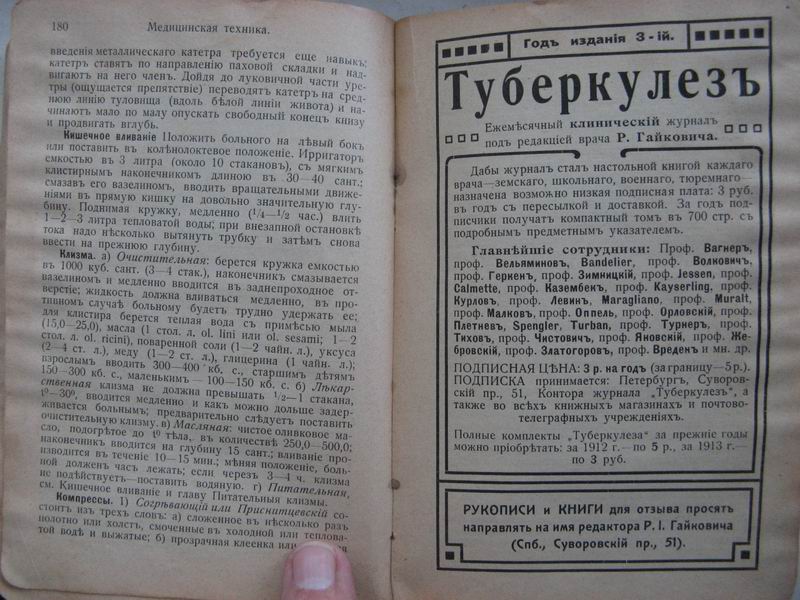 180 Медицинская техника.
введенія металлическаго катетра требуется еще навыкъ;
катетръ ставятъ по направленію паховой складки и над-
вигаютъ на него членъ. Дойдя до луковичной части уре-
тры (ощущается препятствіе) переводятъ катетръ на сред-
нюю линію туловища (вдоль бѣлой линіи живота) и на-
чинаютъ мало по малу опускать свободный конецъ книзу
и продвигать вглубь.
Кишечное вливаніе Положить больного на лѣвый бокъ
или поставить въ колѣнолоктевое положеніе. Ирригаторъ
емкостью въ 3 литра (около 10 стакановъ), съ мягкимъ
клистирнымъ наконечникомъ длиною въ 30—40 сант.;
смазавъ его вазелиномъ, вводить вращательными движе-
ніями въ прямую кишку на довольно значительную глу-
бину. Поднимая кружку, медленно (¼—½ час.) влить
1—2—3 литра тепловатой воды; при внезапной остановкѣ
тока надо нѣсколько вытянуть трубку и затѣмъ снова
ввести на прежнюю глубину.
Клизма. а) Очистительная: берется кружка емкостью
въ 1000 куб. сант. (3—4 стак.), наконечникъ смазывается
вазелиномъ и медленно вводится въ заднепроходное от-
верстіе; жидкость должна вливаться медленно, въ про-
тивномъ случаѣ больному будетъ трудно удержать ее;
для клистира берется теплая вода съ примѣсью мыла
(15,0—25,0), масла (1 стол. л. ol. lini или ol. sesami; 1—2
стол. л. ol. ricini), поваренной соли (1—2 чайн. л.), уксуса
(2—4 ст. л.), меду (1—2 ст. л.), глицерина (1 чайн. л.);
взрослымъ вводить 300—400 кб. с., старшимъ дѣтямъ
150—300 кб. с., маленькимъ—100—150 кб. с. б) Лѣкар-
ственная клизма не должна превышать ½—1 стакана,
t⁰—30⁰, вводится медленно и какъ можно дольше задер-
живается больнымъ; предварительно слѣдуетъ поставить
очистительную клизму. в) Масляная: чистое оливковое ма-
сло, подогрѣтое до t⁰ тѣла, въ количествѣ 250,0—500,0;
наконечникъ вводится на глубину 15 сант.; вливаніе про-
изводится въ теченіе 10—15 мин.; мѣняя положеніе, боль-
ной долженъ часъ лежать; если черезъ 3—4 ч. клизма
не подѣйствуетъ—поставить водяную. г) Питательная,
см. Кишечное вливаніе и главу Питательныя клизмы.
Компрессы. 1) Согрѣвающій или Присницевскій со-
стоитъ из трехъ словъ: а) сложенное въ нѣсколько разъ
полотно или холстъ, смоченные въ холодной или теплова-
той водѣ и выжатые; б) прозрачная клеенка или
Годъ изданія 3-ій.
Туберкулезъ
Ежемѣсячный клиническій журналъ
подъ редакціей врача Р. Гайковича.
Дабы журналъ сталъ настольной книгой каждаго
врача—земскаго, школьнаго, военнаго, тюремнаго—
назначена возможно низкая подписная плата: 3 руб.
въ годъ съ пересылкой и доставкой. За годъ под-
писчики получатъ компактный томъ въ 700 стр. съ
подробнымъ предметнымъ указателемъ.
Главнѣйшіе сотрудники: Проф. Вагнеръ,
проф. Вельяминовъ, Bandelier, проф. Волковичъ,
проф. Геркенъ, проф. Зимницкій, проф. Jessen, проф.
Calmette, проф. Казембекъ, проф. Kayserling, проф.
Курловъ, проф. Левинъ, Maragliano, проф. Muralt,
проф. Малковъ, проф. Оппель, проф. Орловскій, проф.
Плетневъ, Spengler, Turban, проф. Турнеръ, проф.
Тиховъ, проф. Чистовичъ, проф. Яновскій, проф. Же-
бровскій, проф. Златогоровъ, проф. Вреденъ и мн. др.
ПОДПИСНАЯ ЦѢНА: 3 р. на годъ (за границу—5 р.).
ПОДПИСКА принимается: Петербургъ, Суворов-
скій пр., 51, Контора журнала „Туберкулезъ“, а
также во всѣхъ книжныхъ магазинахъ и почтово-
телеграфныхъ учрежденіяхъ.
Полные комплекты „Туберкулеза“ за прежніе годы
можно пріобрѣтать: за 1912 г.—по 5 р., за 1913 г.—
по 3 руб.
РУКОПИСИ и КНИГИ для отзыва просятъ
направлять на имя редактора Р. І. Гайковича
(Спб., Суворовскій пр., 51).